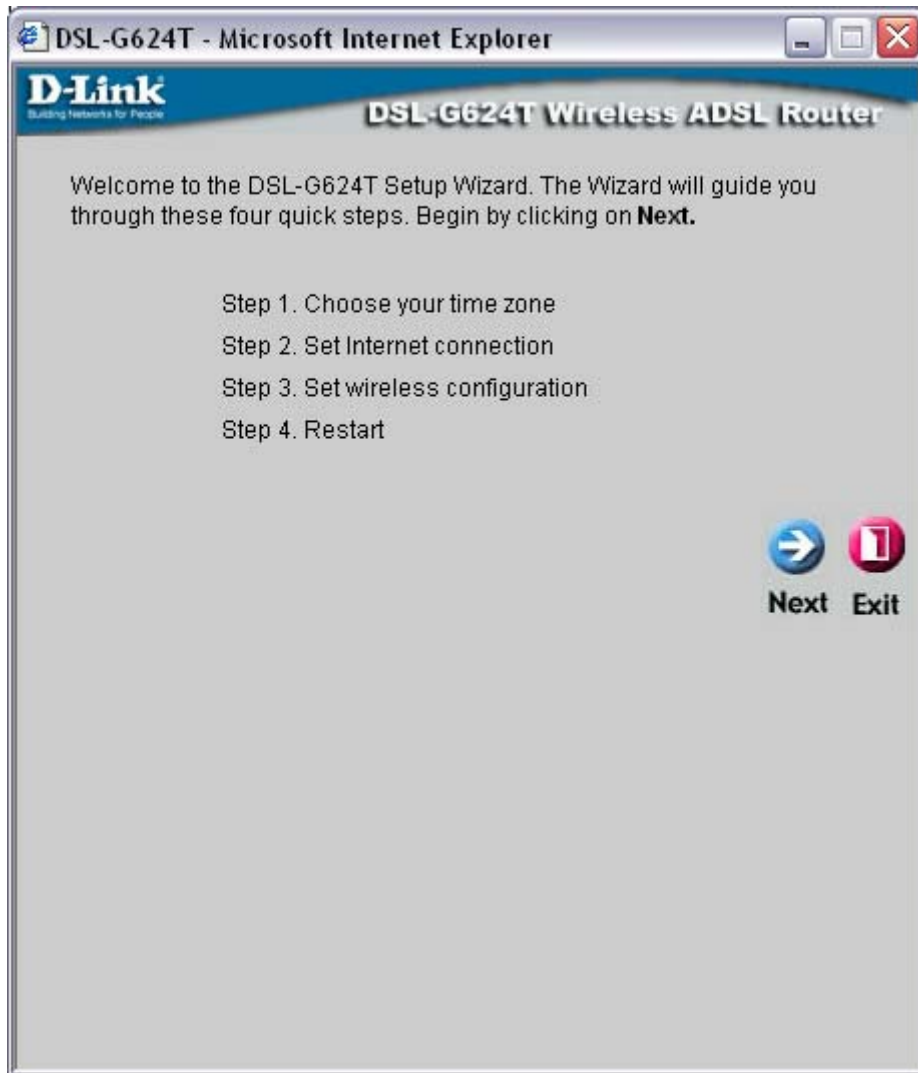 DSL-G624T - Microsoft Internet Explorer
D-Link
Building Networks for People
DSL-G624T Wireless ADSL Router
Welcome to the DSL-G624T Setup Wizard. The Wizard will guide you
through these four quick steps. Begin by clicking on Next.
Step 1. Choose your time zone
Step 2. Set Internet connection
Step 3. Set wireless configuration
Step 4. Restart
Next Exit